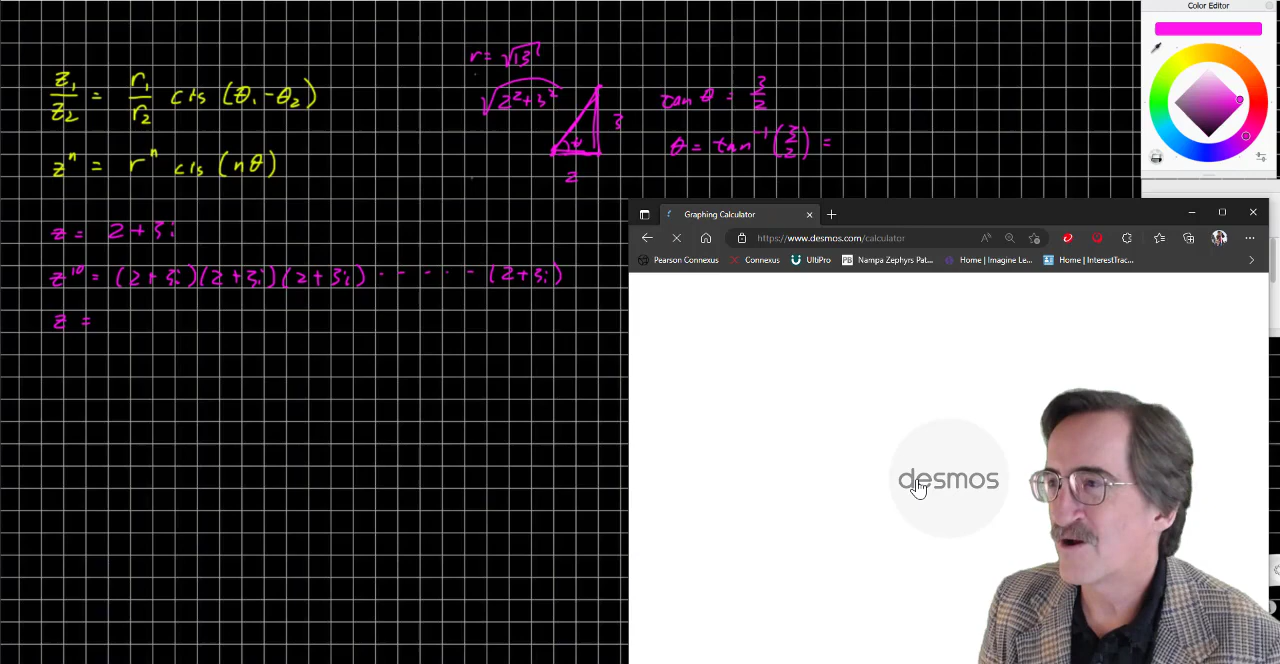 z₁/z₂ = r₁/r₂ cis (θ₁-θ₂)
zⁿ = rⁿ cis (nθ)
z = 2+3i
z¹⁰ = (2+3i)(2+3i)(2+3i)······(2+3i)
z =
r = √13
√2²+3²
3
2
tan θ = 3/2
θ = tan⁻¹(3/2) =
Color Editor
Graphing Calculator
https://www.desmos.com/calculator
Pearson Connexus
Connexus
UltiPro
PB
Nampa Zephyrs Pat...
Home | Imagine Le...
Home | InterestTrac...
desmos